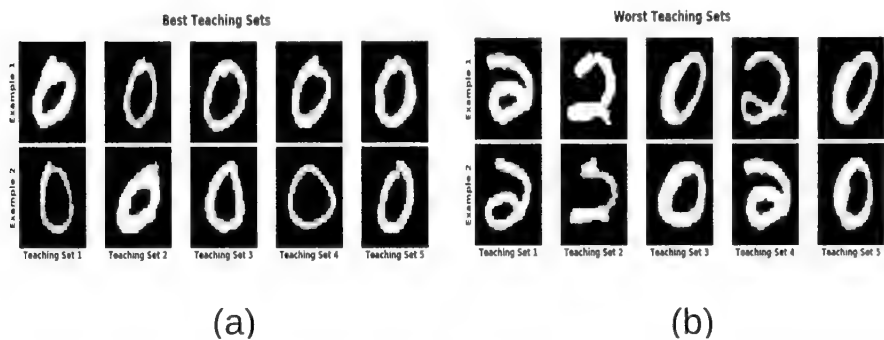 Best Teaching Sets
Example 1
Example 2
Teaching Set 1 Teaching Set 2 Teaching Set 3 Teaching Set 4 Teaching Set 5
(a)
Worst Teaching Sets
Example 1
Example 2
Teaching Set 1 Teaching Set 2 Teaching Set 3 Teaching Set 4 Teaching Set 5
(b)